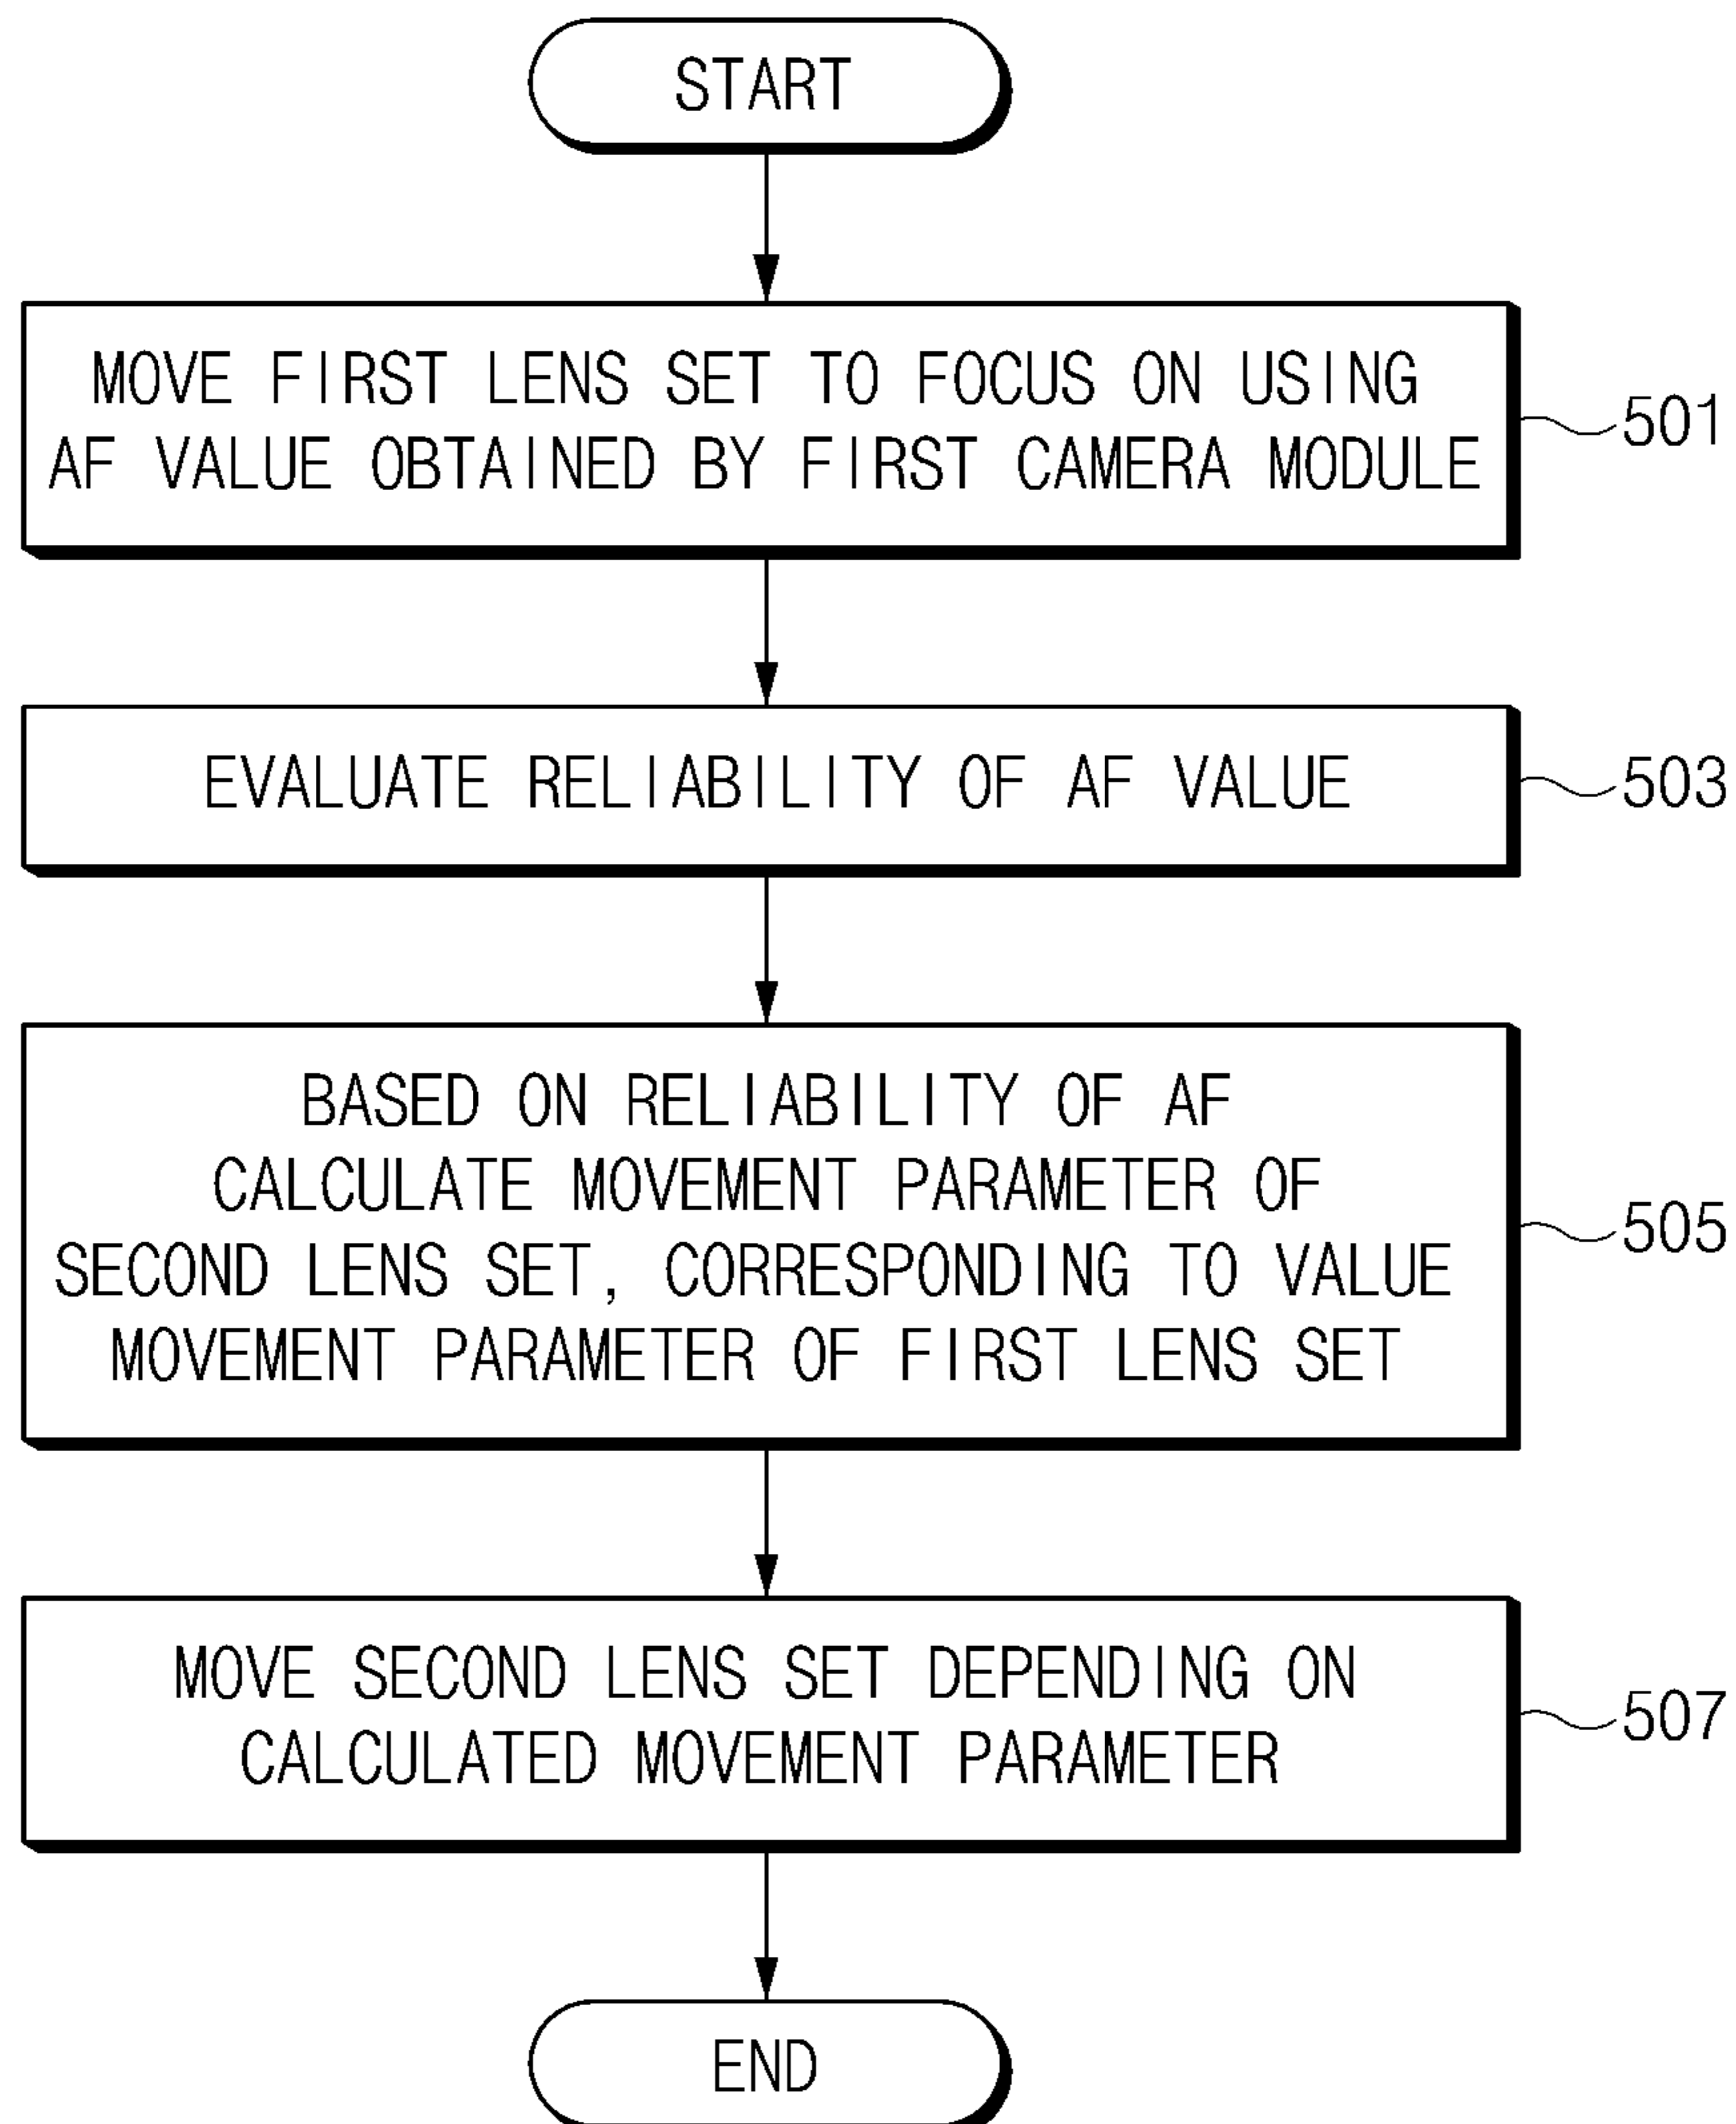 START
MOVE FIRST LENS SET TO FOCUS ON USING
AF VALUE OBTAINED BY FIRST CAMERA MODULE
501
EVALUATE RELIABILITY OF AF VALUE
503
BASED ON RELIABILITY OF AF
CALCULATE MOVEMENT PARAMETER OF
SECOND LENS SET, CORRESPONDING TO VALUE
MOVEMENT PARAMETER OF FIRST LENS SET
505
MOVE SECOND LENS SET DEPENDING ON
CALCULATED MOVEMENT PARAMETER
507
END